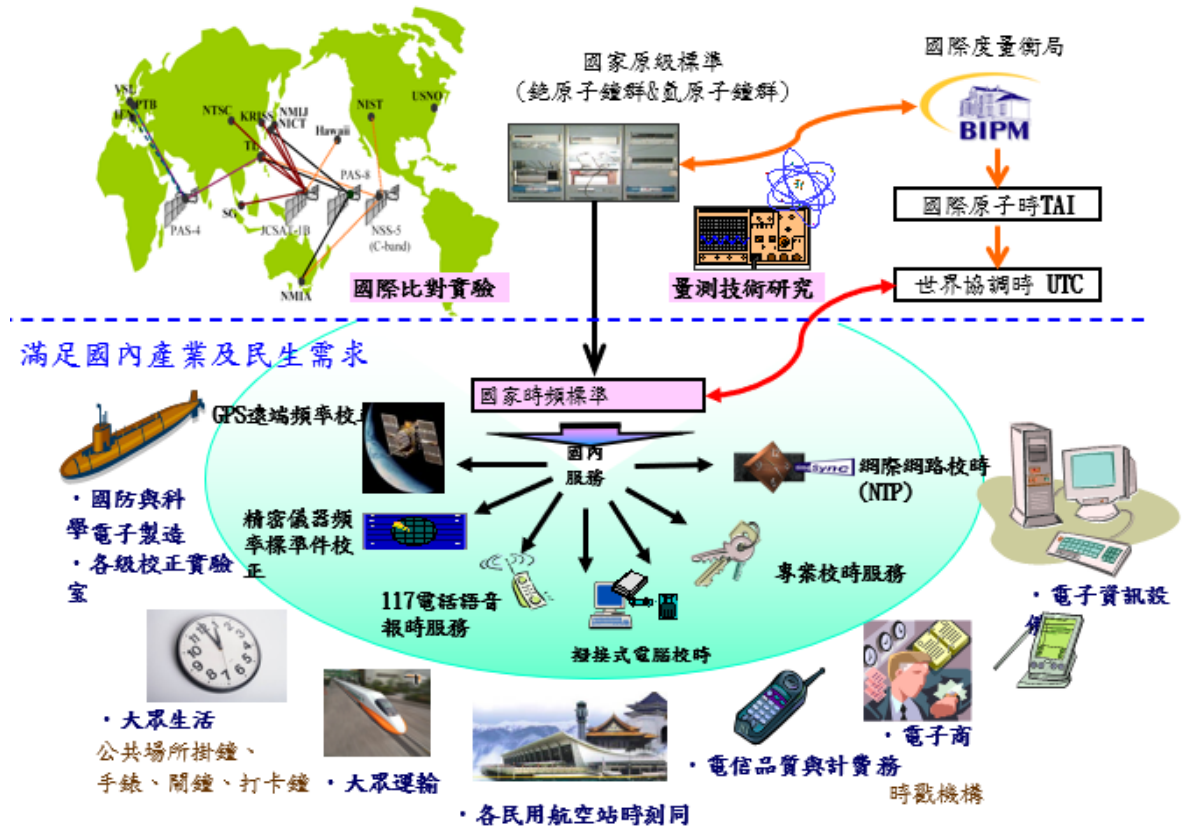 國家原級標準
(銫原子鐘群&氫原子鐘群)
國際度量衡局
BIPM
VSL
PTB
IEN
NTSC
KRISS
NMIJ
NICT
TL
Hawaii
NIST
USNO
SG
PAS-4
JCSAT-1B
PAS-8
NSS-5
(C-band)
NMIA
國際比對實驗
量測技術研究
國際原子時TAI
世界協調時 UTC
滿足國內產業及民生需求
國家時頻標準
國內
服務
GPS遠端頻率校正
精密儀器頻
率標準件校
正
117電話語音
報時服務
撥接式電腦校時
專業校時服務
sync
網際網路校時
(NTP)
・國防與科
學
電子製造
・各級校正實驗
室
・大眾生活
公共場所掛鐘、
手錶、鬧鐘、打卡鐘
・大眾運輸
・各民用航空站時刻同
・電信品質與計費務
・電子商
時戳機構
・電子資訊設
備